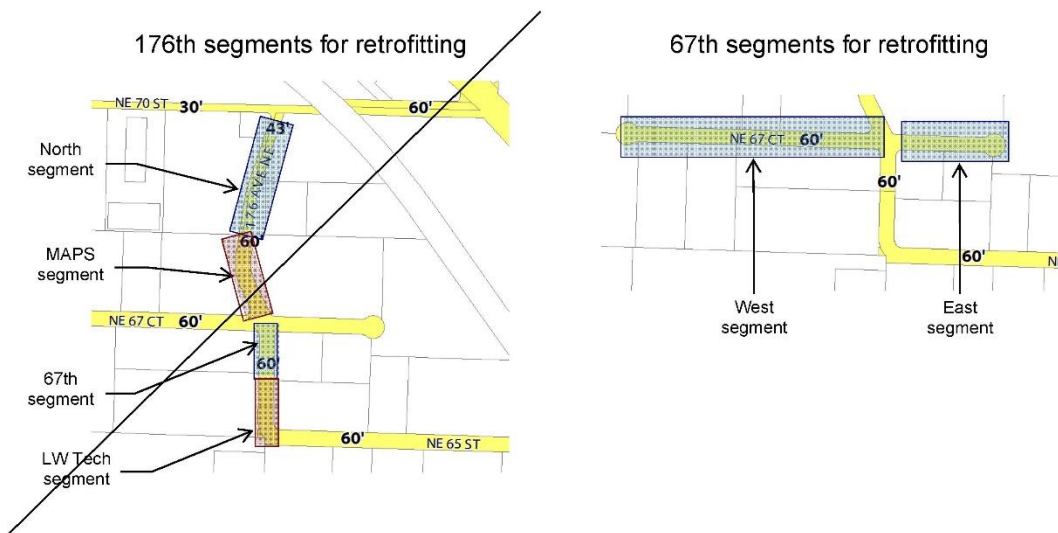 176th segments for retrofitting
NE 70 ST 30' 60'
43'
North
segment
176 AVE NE
60'
MAPS
segment
NE 67 CT 60'
67th
segment
60'
LW Tech
segment
60' NE 65 ST
67th segments for retrofitting
NE 67 CT 60'
60'
60' NE
West
segment
East
segment